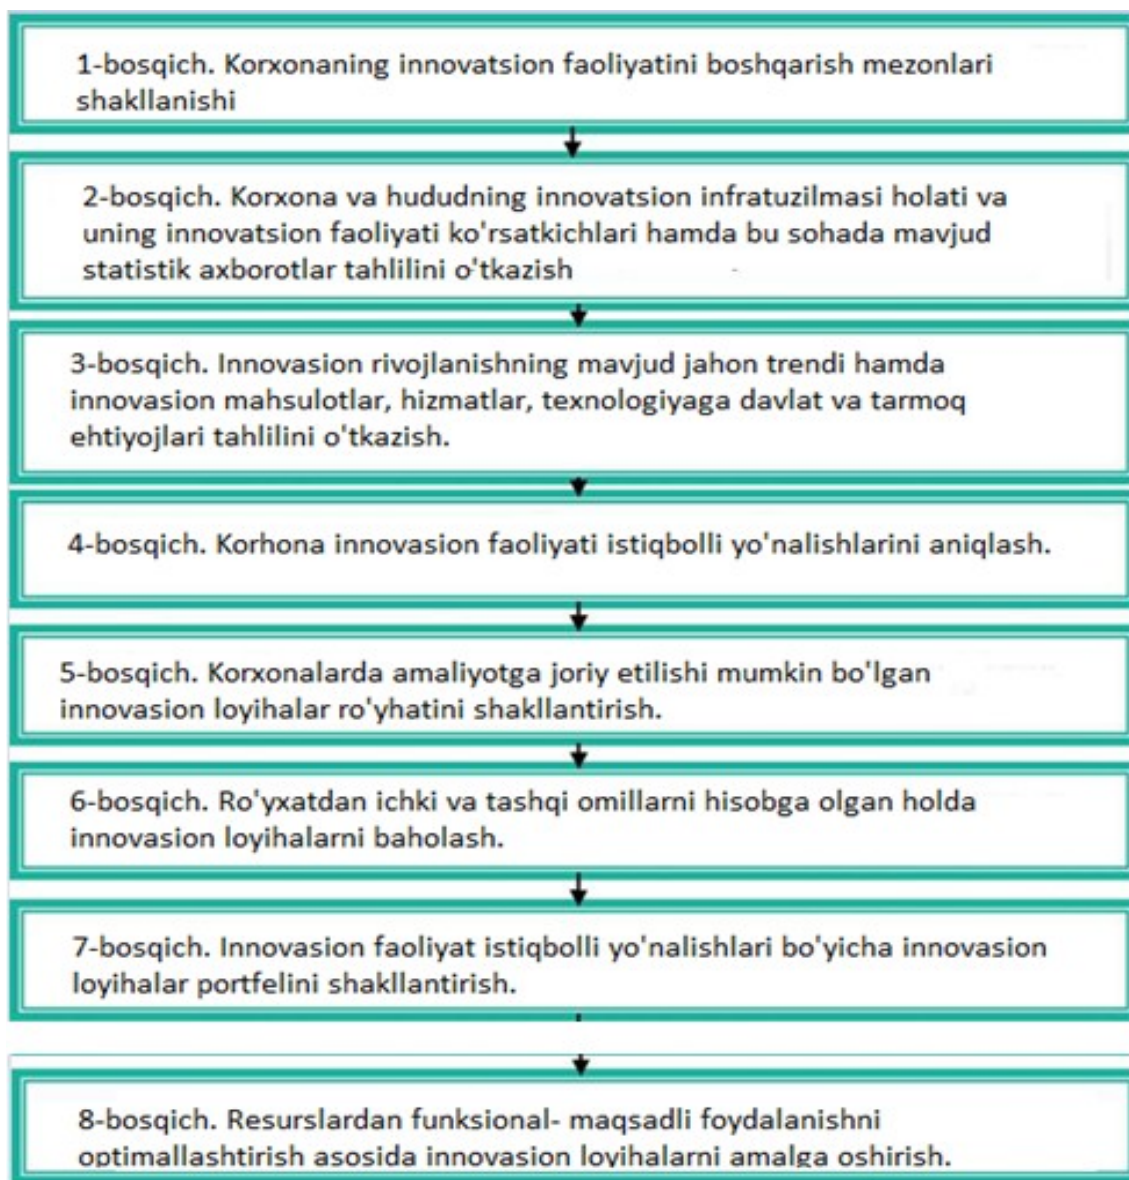 1-bosqich. Korxonaning innovatsion faoliyatini boshqarish mezonlari
shakllanishi
2-bosqich. Korxona va hududning innovatsion infratuzilmasi holati va
uning innovatsion faoliyati ko'rsatkichlari hamda bu sohada mavjud
statistik axborotlar tahlilini o'tkazish
3-bosqich. Innovasion rivojlanishning mavjud jahon trendi hamda
innovasion mahsulotlar, hizmatlar, texnologiyaga davlat va tarmoq
ehtiyojlari tahlilini o'tkazish.
4-bosqich. Korhona innovasion faoliyati istiqbolli yo'nalishlarini aniqlash.
5-bosqich. Korxonalarda amaliyotga joriy etilishi mumkin bo'lgan
innovasion loyihalar ro'yhatini shakllantirish.
6-bosqich. Ro'yxatdan ichki va tashqi omillarni hisobga olgan holda
innovasion loyihalarni baholash.
7-bosqich. Innovasion faoliyat istiqbolli yo'nalishlari bo'yicha innovasion
loyihalar portfelini shakllantirish.
8-bosqich. Resurslardan funksional- maqsadli foydalanishni
optimallashtirish asosida innovasion loyihalarni amalga oshirish.